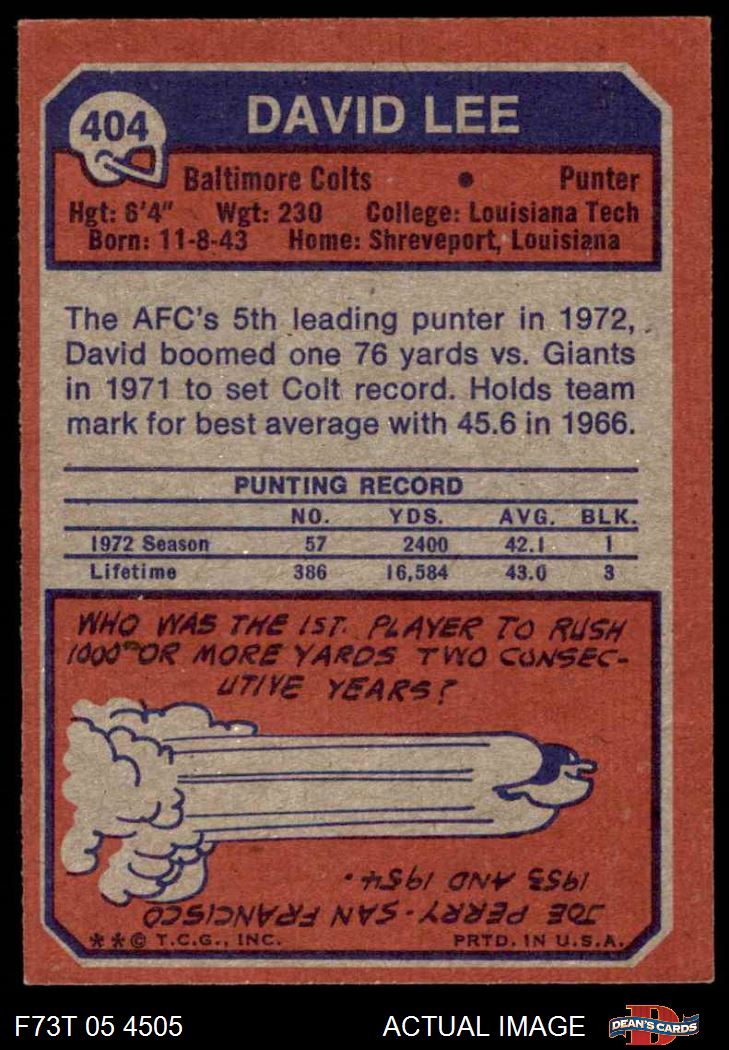 404
DAVID LEE
Baltimore Colts • Punter
Hgt: 6'4" Wgt: 230 College: Louisiana Tech
Born: 11-8-43 Home: Shreveport, Louisiana
The AFC's 5th leading punter in 1972,
David boomed one 76 yards vs. Giants
in 1971 to set Colt record. Holds team
mark for best average with 45.6 in 1966.
PUNTING RECORD
NO. YDS. AVG. BLK.
1972 Season 57 2400 42.1 1
Lifetime 386 16,584 43.0 3
WHO WAS THE 1ST. PLAYER TO RUSH
1000 OR MORE YARDS TWO CONSEC-
UTIVE YEARS?
JOE PERRY - SAN FRANCISCO
1953 AND 1954.
**© T.C.G., INC. PRTD. IN U.S.A.
F73T 05 4505 ACTUAL IMAGE
D
DEAN'S CARDS